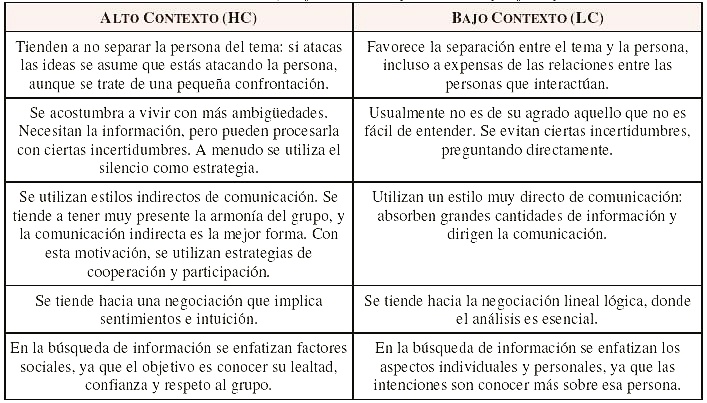 ALTO CONTEXTO (HC)
BAJO CONTEXTO (LC)
Tienden a no separar la persona del tema: si atacas
las ideas se asume que estás atacando la persona,
aunque se trate de una pequeña confrontación.
Favorece la separación entre el tema y la persona,
incluso a expensas de las relaciones entre las
personas que interactúan.
Se acostumbra a vivir con más ambigüedades.
Necesitan la información, pero pueden procesarla
con ciertas incertidumbres. A menudo se utiliza el
silencio como estrategia.
Usualmente no es de su agrado aquello que no es
fácil de entender. Se evitan ciertas incertidumbres,
preguntando directamente.
Se utilizan estilos indirectos de comunicación. Se
tiende a tener muy presente la armonía del grupo, y
la comunicación indirecta es la mejor forma. Con
esta motivación, se utilizan estrategias de
cooperación y participación.
Utilizan un estilo muy directo de comunicación:
absorben grandes cantidades de información y
dirigen la comunicación.
Se tiende hacia una negociación que implica
sentimientos e intuición.
Se tiende hacia la negociación lineal lógica, donde
el análisis es esencial.
En la búsqueda de información se enfatizan factores
sociales, ya que el objetivo es conocer su lealtad,
confianza y respeto al grupo.
En la búsqueda de información se enfatizan los
aspectos individuales y personales, ya que las
intenciones son conocer más sobre esa persona.